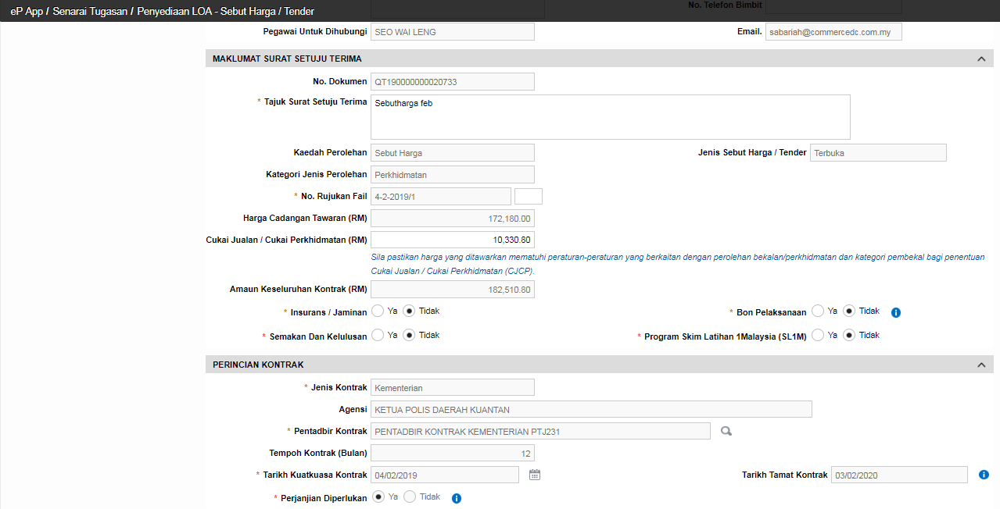 eP App / Senarai Tugasan / Penyediaan LOA - Sebut Harga / Tender
No. Telefon Bimbit
Pegawai Untuk Dihubungi SEO WAI LENG Email. sabariah@commercedc.com.my
MAKLUMAT SURAT SETUJU TERIMA
No. Dokumen QT190000000020733
* Tajuk Surat Setuju Terima Sebutharga feb
Kaedah Perolehan Sebut Harga Jenis Sebut Harga / Tender Terbuka
Kategori Jenis Perolehan Perkhidmatan
* No. Rujukan Fail 4-2-2019/1
Harga Cadangan Tawaran (RM) 172,180.00
Cukai Jualan / Cukai Perkhidmatan (RM) 10,330.80
Sila pastikan harga yang ditawarkan mematuhi peraturan-peraturan yang berkaitan dengan perolehan bekalan/perkhidmatan dan kategori pembekal bagi penentuan
Cukai Jualan / Cukai Perkhidmatan (CJCP).
Amaun Keseluruhan Kontrak (RM) 182,510.80
* Insurans / Jaminan Ya Tidak * Bon Pelaksanaan Ya Tidak
* Semakan Dan Kelulusan Ya Tidak * Program Skim Latihan 1Malaysia (SL1M) Ya Tidak
PERINCIAN KONTRAK
* Jenis Kontrak Kementerian
Agensi KETUA POLIS DAERAH KUANTAN
* Pentadbir Kontrak PENTADBIR KONTRAK KEMENTERIAN PTJ231
Tempoh Kontrak (Bulan) 12
* Tarikh Kuatkuasa Kontrak 04/02/2019 Tarikh Tamat Kontrak 03/02/2020
* Perjanjian Diperlukan Ya Tidak